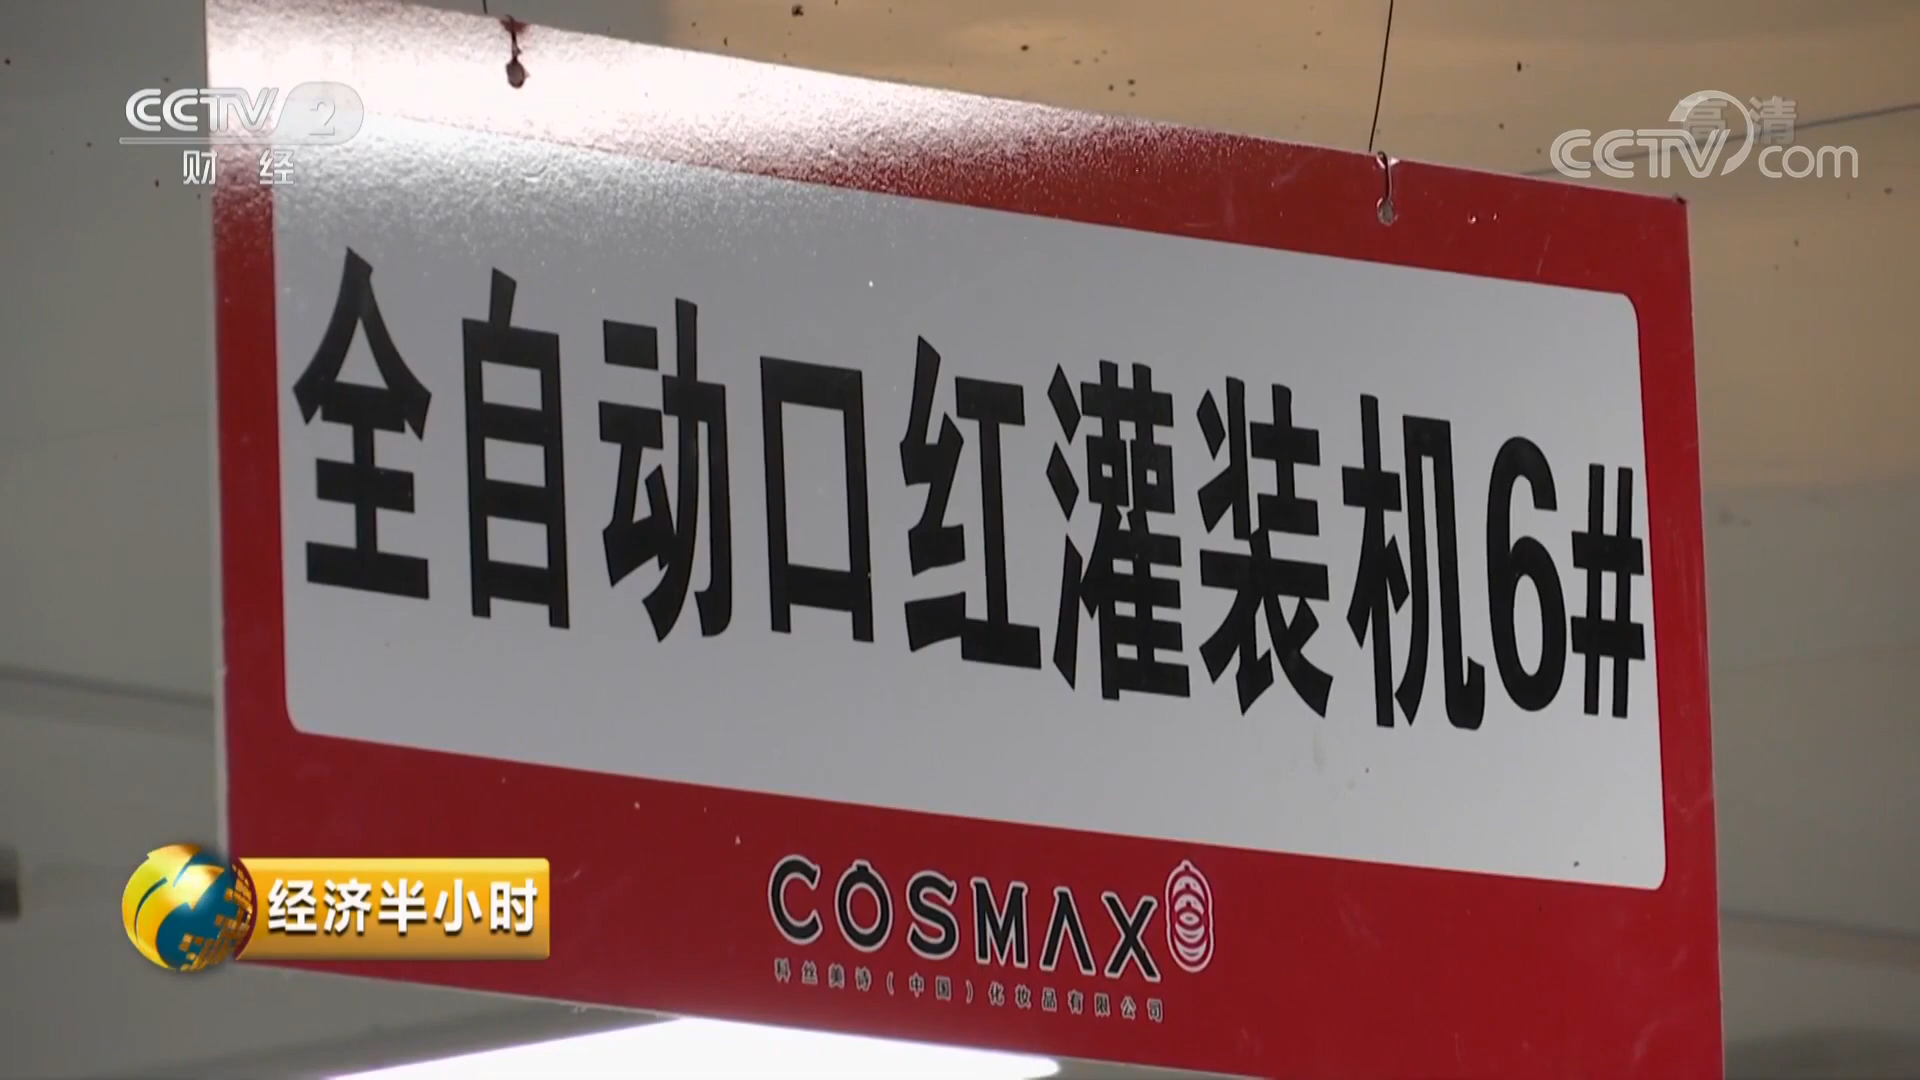 CCTV 2
财 经
高清
CCTV.com
全自动口红灌装机6#
COSMAX
科丝美诗(中国)化妆品有限公司
经济半小时